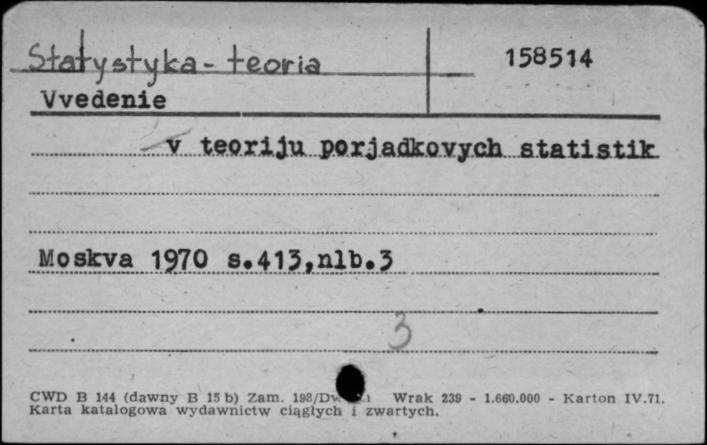 Statystyka - teoria
158514
Vvedenie
v teoriju porjadkovych statistik
Moskva 1970 s.413,nlb.3
3
CWD B 144 (dawny B 15 b) Zam. 198/ Wrak 239 - 1.660.000 - Karton IV.71.
Karta katalogowa wydawnictw ciągłych i zwartych.